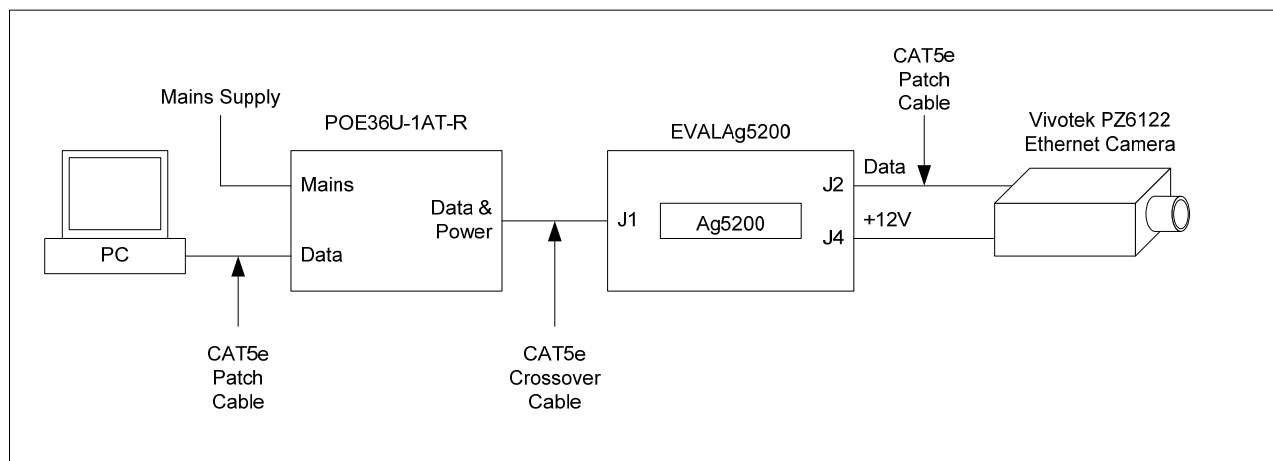 CAT5e
Patch
Cable
Mains Supply
POE36U-1AT-R
EVALAg5200
Vivotek PZ6122
Ethernet Camera
Mains
Data &
Power
Data
PC
J1
Ag5200
Data
J2
+12V
J4
CAT5e
Patch
Cable
CAT5e
Crossover
Cable